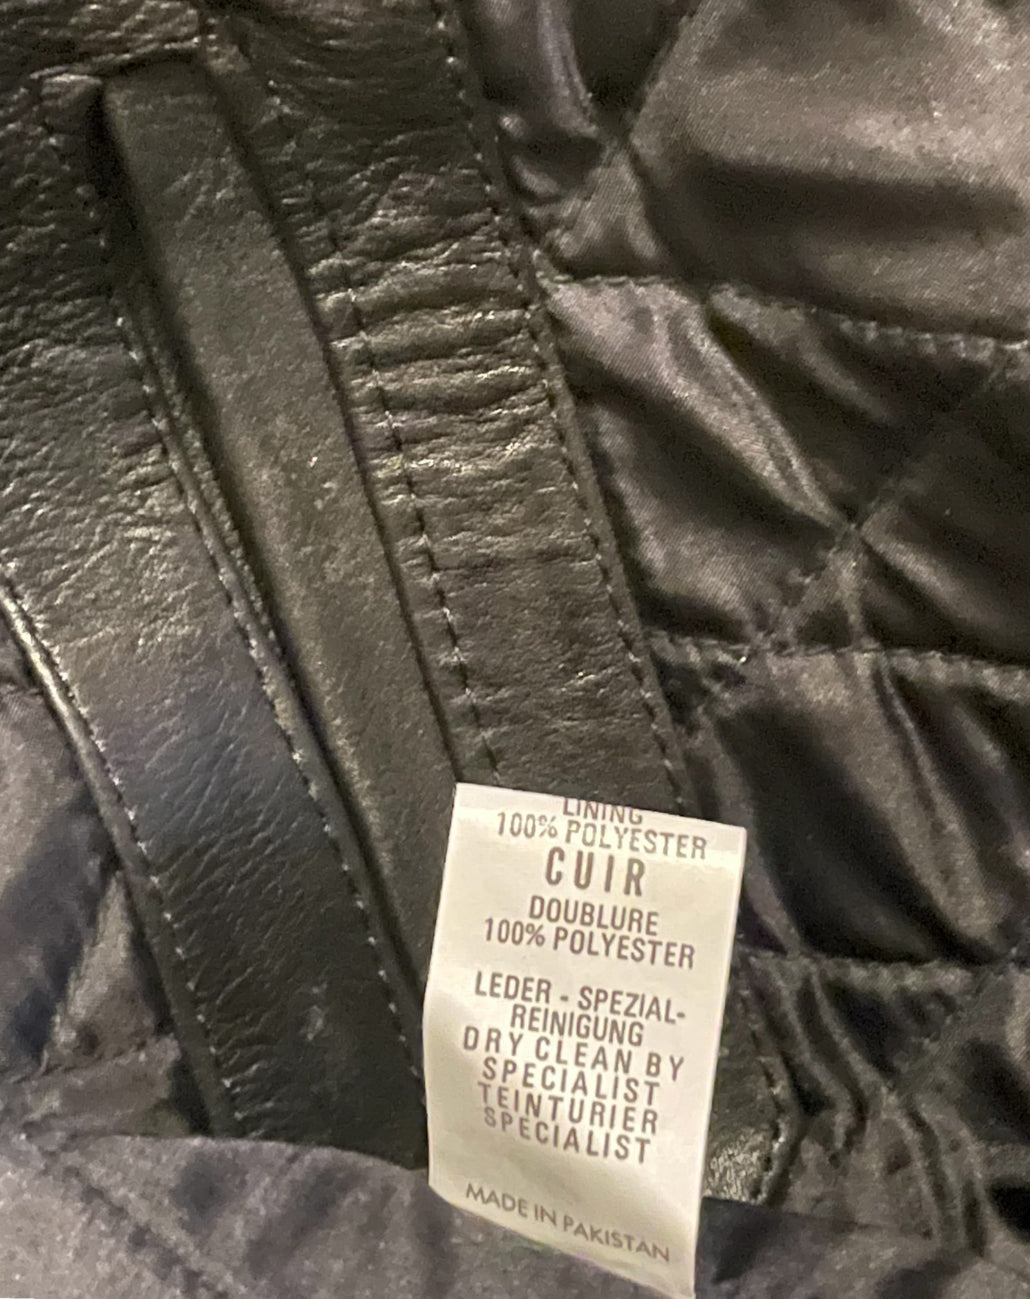 LINING
100% POLYESTER
CUIR
DOUBLURE
100% POLYESTER
LEDER - SPEZIAL-
REINIGUNG
DRY CLEAN BY
SPECIALIST
TEINTURIER
SPECIALIST
MADE IN PAKISTAN